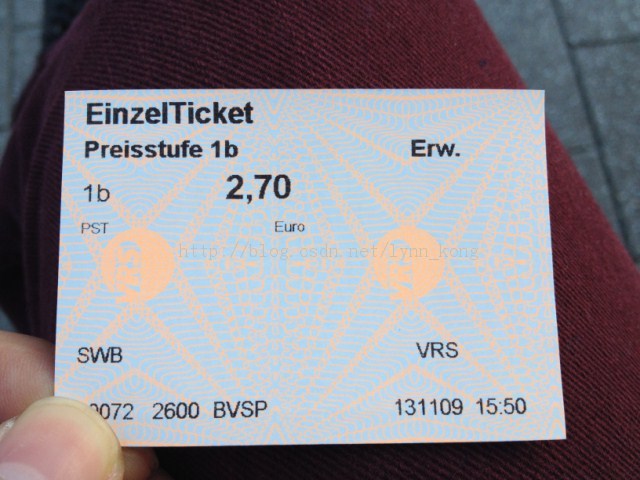 EinzelTicket
Preisstufe 1b Erw.
1b 2,70
PST Euro
http://blog.csdn.net/lynn_kong
SWB VRS
0072 2600 BVSP 131109 15:50